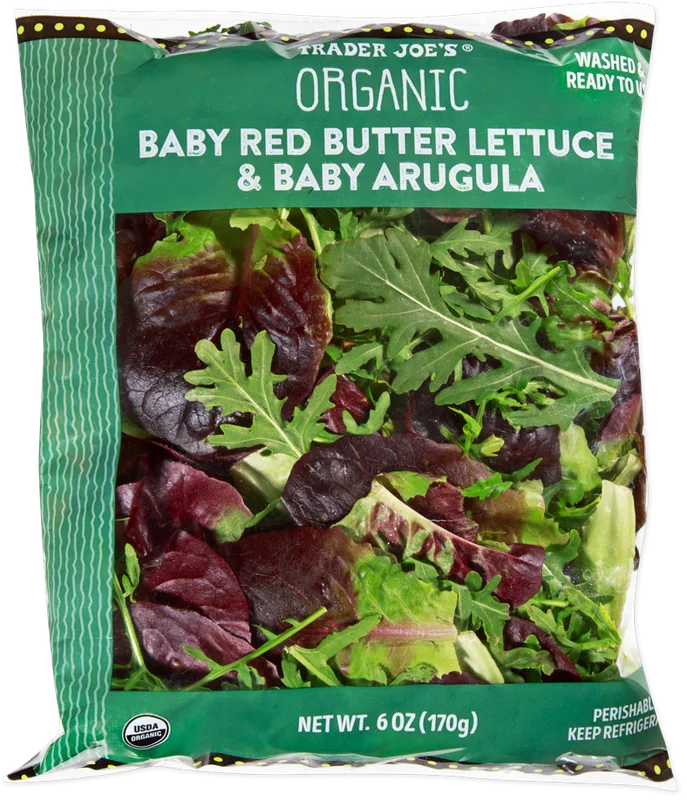 TRADER JOE'S®
ORGANIC
BABY RED BUTTER LETTUCE
& BABY ARUGULA
WASHED &
READY TO
NET WT. 6 OZ (170g)
USDA
ORGANIC
PERISHABL
KEEP REFRIGERA